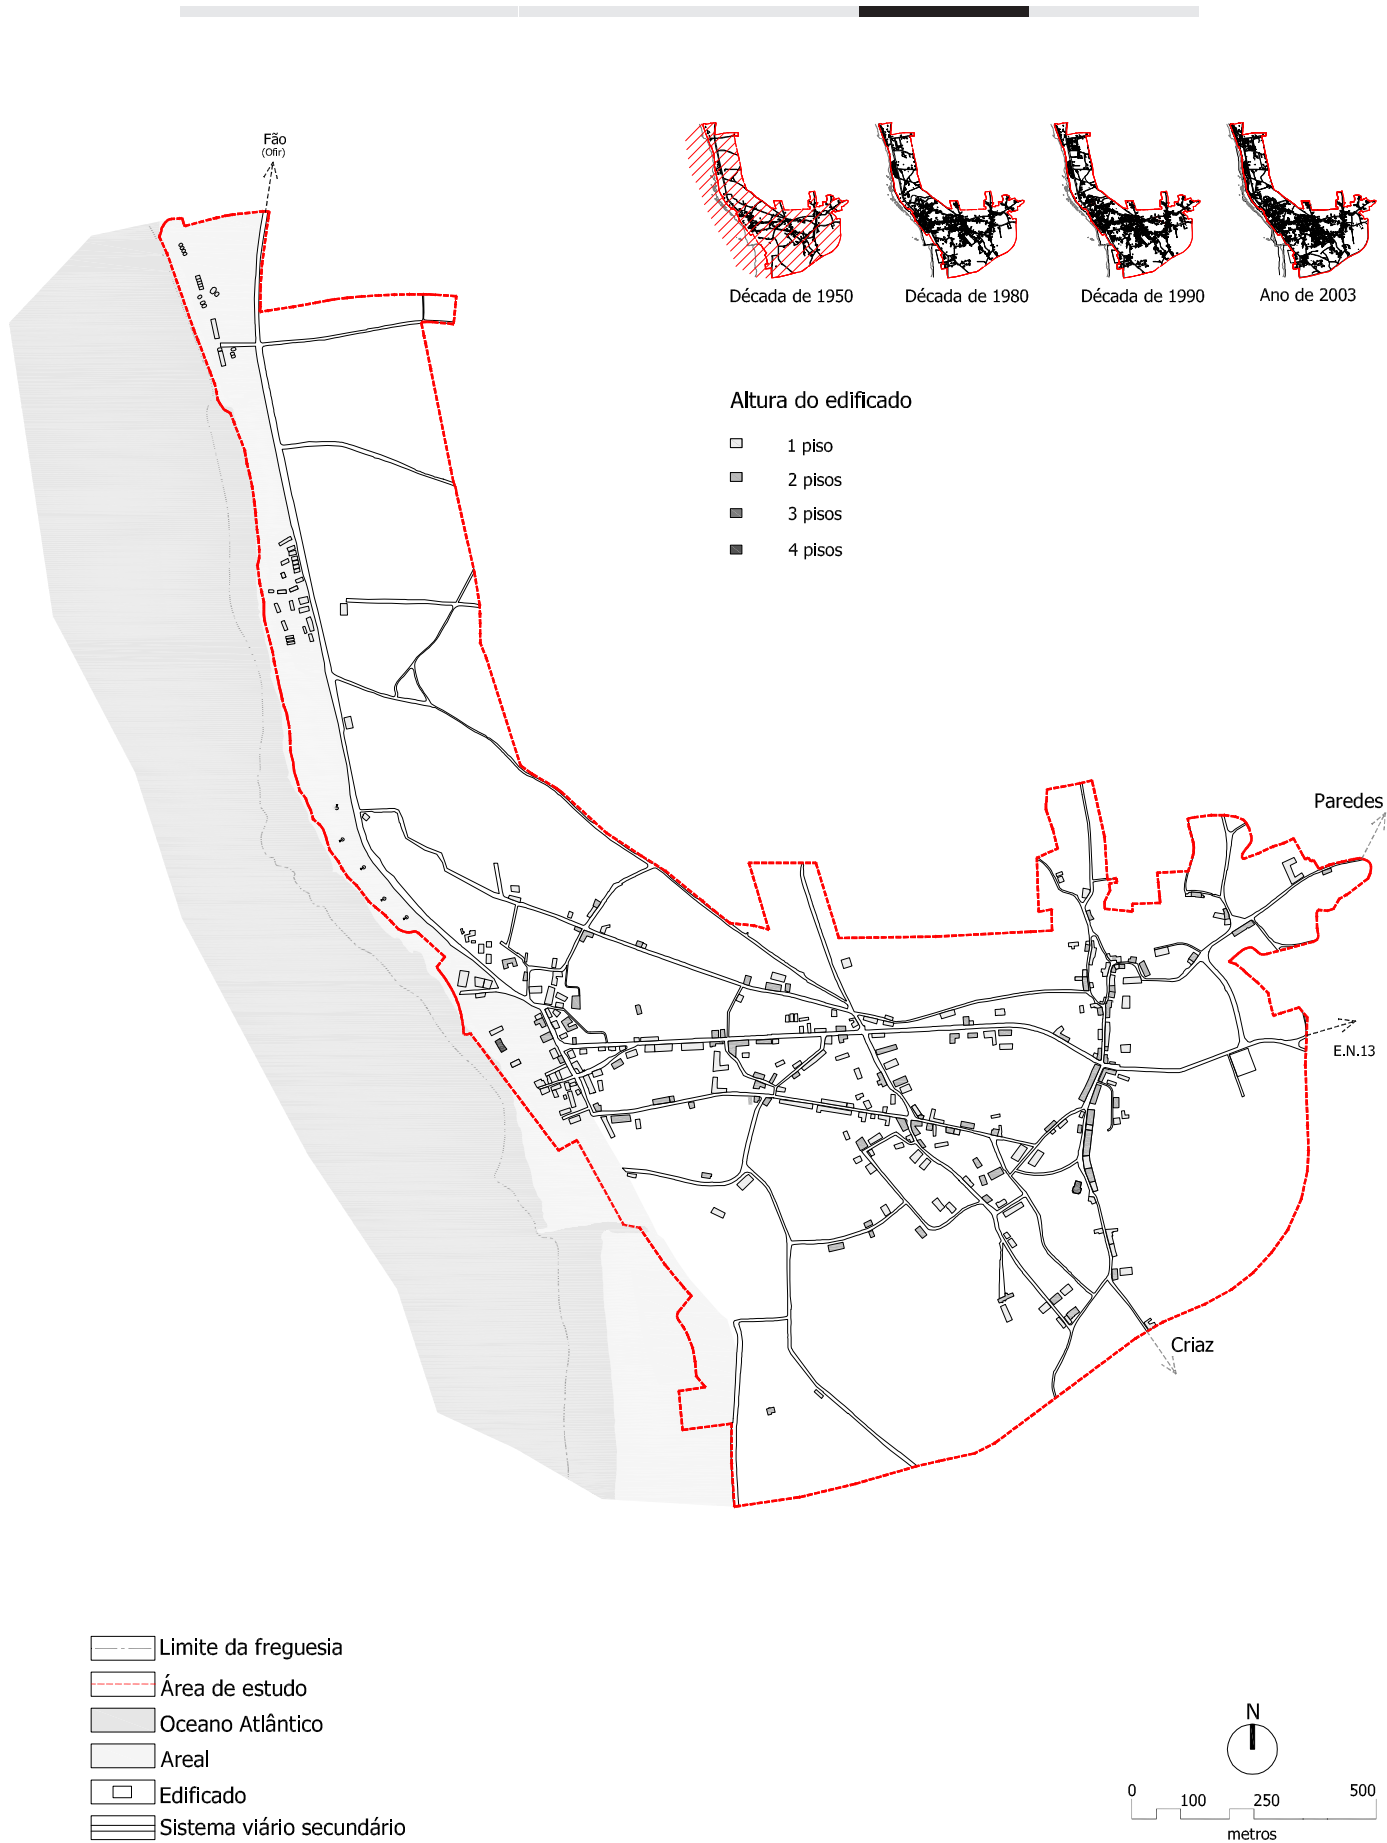 Fão
(Ofir)
Década de 1950
Década de 1980
Década de 1990
Ano de 2003
Altura do edificado
1 piso
2 pisos
3 pisos
4 pisos
Paredes
E.N.13
Criaz
Limite da freguesia
Área de estudo
Oceano Atlântico
Areal
Edificado
Sistema viário secundário
N
0 100 250 500
metros